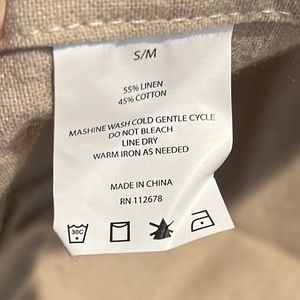 S/M
55% LINEN
45% COTTON
MASHINE WASH COLD GENTLE CYCLE
DO NOT BLEACH
LINE DRY
WARM IRON AS NEEDED
MADE IN CHINA
RN 112678
30C